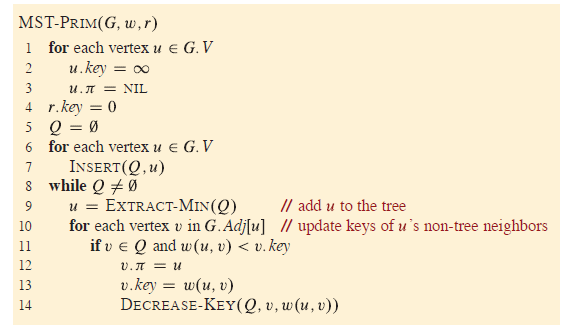 MST-PRIM(G, w, r)
1 for each vertex u ∈ G.V
2 u.key = ∞
3 u.π = NIL
4 r.key = 0
5 Q = ∅
6 for each vertex u ∈ G.V
7 INSERT(Q, u)
8 while Q ≠ ∅
9 u = EXTRACT-MIN(Q) // add u to the tree
10 for each vertex v in G.Adj[u] // update keys of u's non-tree neighbors
11 if v ∈ Q and w(u, v) < v.key
12 v.π = u
13 v.key = w(u, v)
14 DECREASE-KEY(Q, v, w(u, v))